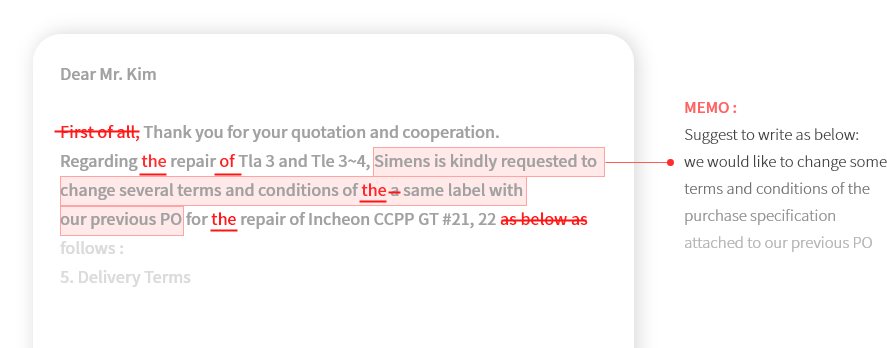 Dear Mr. Kim
First of all, Thank you for your quotation and cooperation.
Regarding the repair of Tla 3 and Tle 3~4, Simens is kindly requested to
change several terms and conditions of the a same label with
our previous PO for the repair of Incheon CCPP GT #21, 22 as below as
follows :
5. Delivery Terms
MEMO :
Suggest to write as below:
we would like to change some
terms and conditions of the
purchase specification
attached to our previous PO